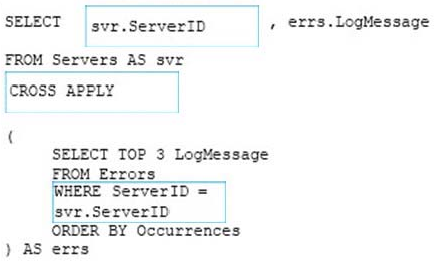 SELECT svr.ServerID , errs.LogMessage
FROM Servers AS svr
CROSS APPLY
(
SELECT TOP 3 LogMessage
FROM Errors
WHERE ServerID =
svr.ServerID
ORDER BY Occurrences
) AS errs